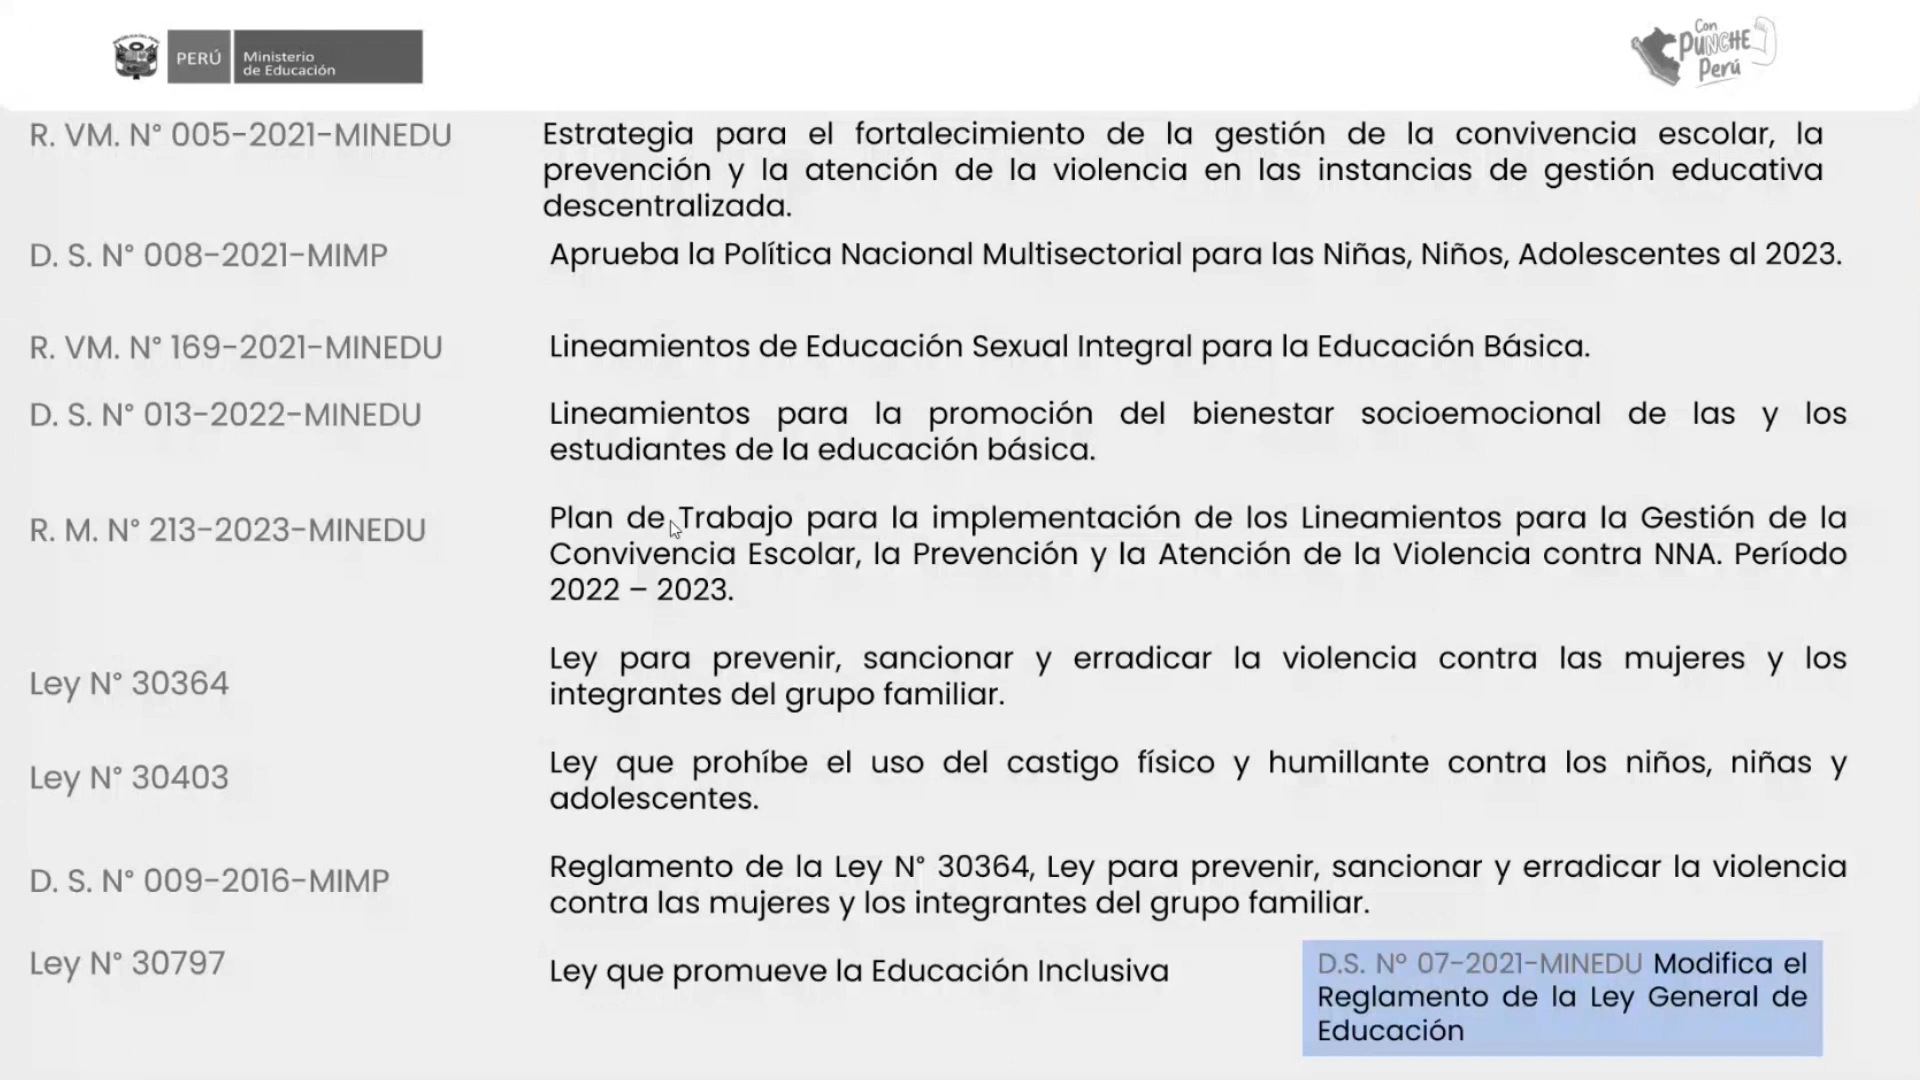 PERÚ
Ministerio
de Educación
Con
PUNCHE
Perú
R. VM. N° 005-2021-MINEDU
Estrategia para el fortalecimiento de la gestión de la convivencia escolar, la
prevención y la atención de la violencia en las instancias de gestión educativa
descentralizada.
D. S. N° 008-2021-MIMP
Aprueba la Política Nacional Multisectorial para las Niñas, Niños, Adolescentes al 2023.
R. VM. N° 169-2021-MINEDU
Lineamientos de Educación Sexual Integral para la Educación Básica.
D. S. N° 013-2022-MINEDU
Lineamientos para la promoción del bienestar socioemocional de las y los
estudiantes de la educación básica.
R. M. N° 213-2023-MINEDU
Plan de Trabajo para la implementación de los Lineamientos para la Gestión de la
Convivencia Escolar, la Prevención y la Atención de la Violencia contra NNA. Período
2022 – 2023.
Ley N° 30364
Ley para prevenir, sancionar y erradicar la violencia contra las mujeres y los
integrantes del grupo familiar.
Ley N° 30403
Ley que prohíbe el uso del castigo físico y humillante contra los niños, niñas y
adolescentes.
D. S. N° 009-2016-MIMP
Reglamento de la Ley N° 30364, Ley para prevenir, sancionar y erradicar la violencia
contra las mujeres y los integrantes del grupo familiar.
Ley N° 30797
Ley que promueve la Educación Inclusiva
D.S. Nº 07-2021-MINEDU Modifica el
Reglamento de la Ley General de
Educación